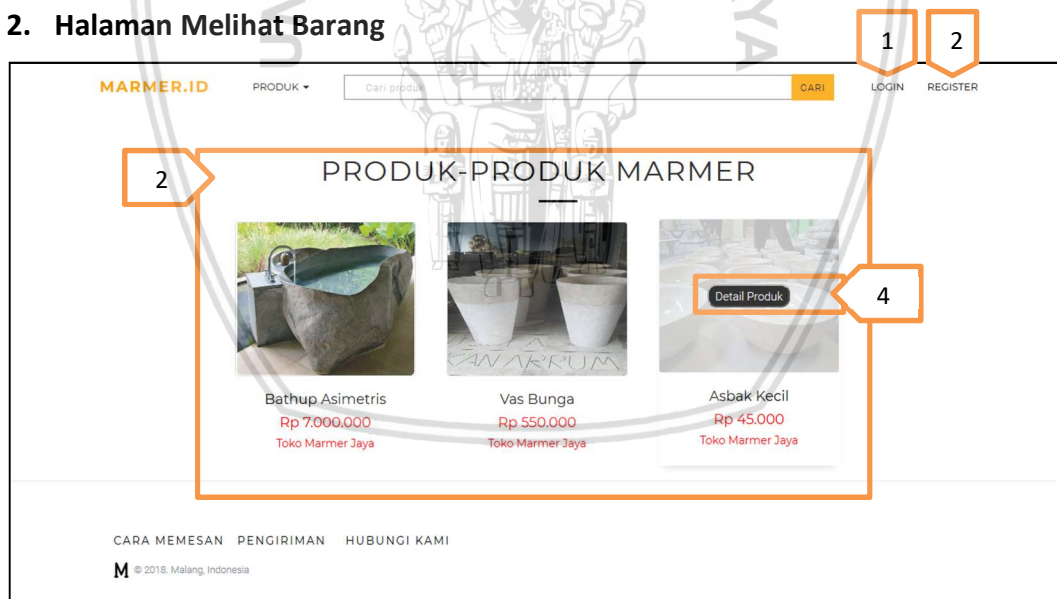 2. Halaman Melihat Barang
1 2
MARMER.ID PRODUK Cari produk CARI LOGIN REGISTER
2
PRODUK-PRODUK MARMER
Detail Produk
4
KAN ARRUM
Bathup Asimetris Vas Bunga Asbak Kecil
Rp 7.000.000 Rp 550.000 Rp 45.000
Toko Marmer Jaya Toko Marmer Jaya Toko Marmer Jaya
CARA MEMESAN PENGIRIMAN HUBUNGI KAMI
M © 2018. Malang, Indonesia